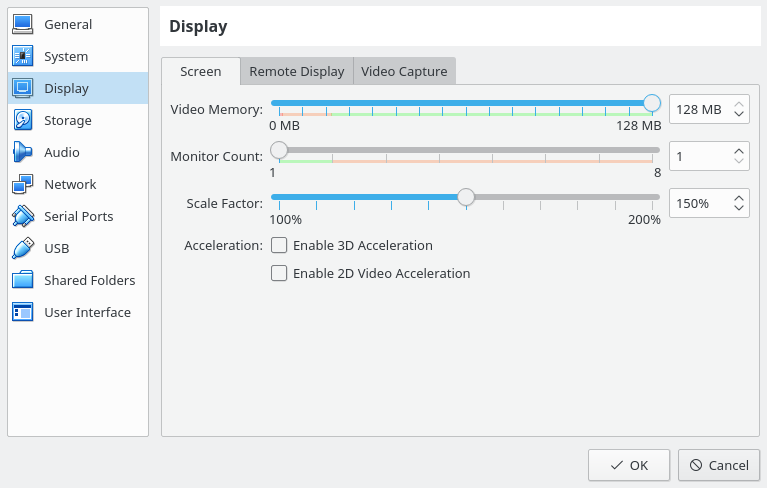 General
System
Display
Storage
Audio
Network
Serial Ports
USB
Shared Folders
User Interface
Display
Screen Remote Display Video Capture
Video Memory: 128 MB
0 MB 128 MB
Monitor Count: 1
1 8
Scale Factor: 150%
100% 200%
Acceleration: Enable 3D Acceleration
Enable 2D Video Acceleration
OK Cancel